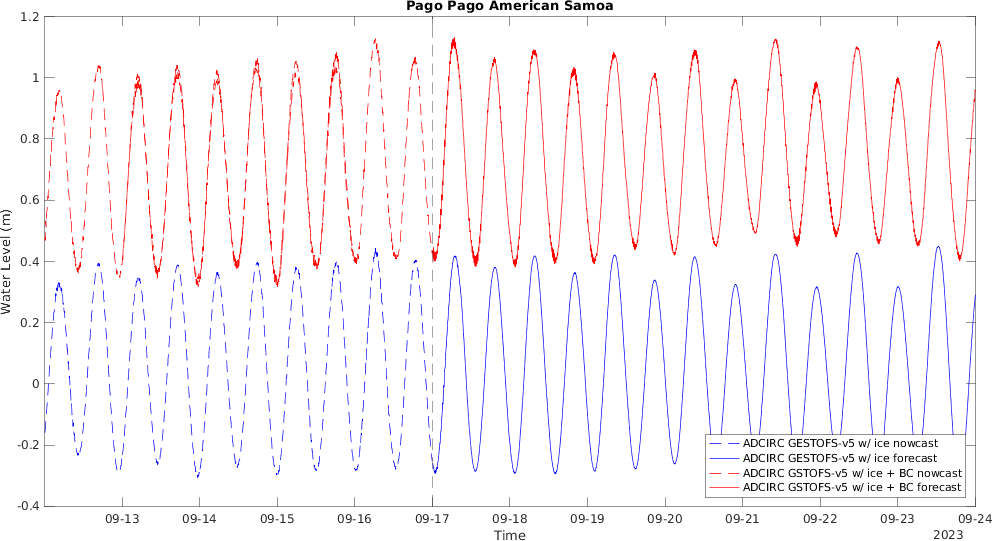 Pago Pago American Samoa
1.2
1
0.8
0.6
0.4
0.2
0
-0.2
-0.4
Water Level (m)
ADCIRC GESTOFS-v5 w/ ice nowcast
ADCIRC GESTOFS-v5 w/ ice forecast
ADCIRC GSTOFS-v5 w/ ice + BC nowcast
ADCIRC GSTOFS-v5 w/ ice + BC forecast
09-13 09-14 09-15 09-16 09-17 09-18 09-19 09-20 09-21 09-22 09-23 09-24
Time
2023